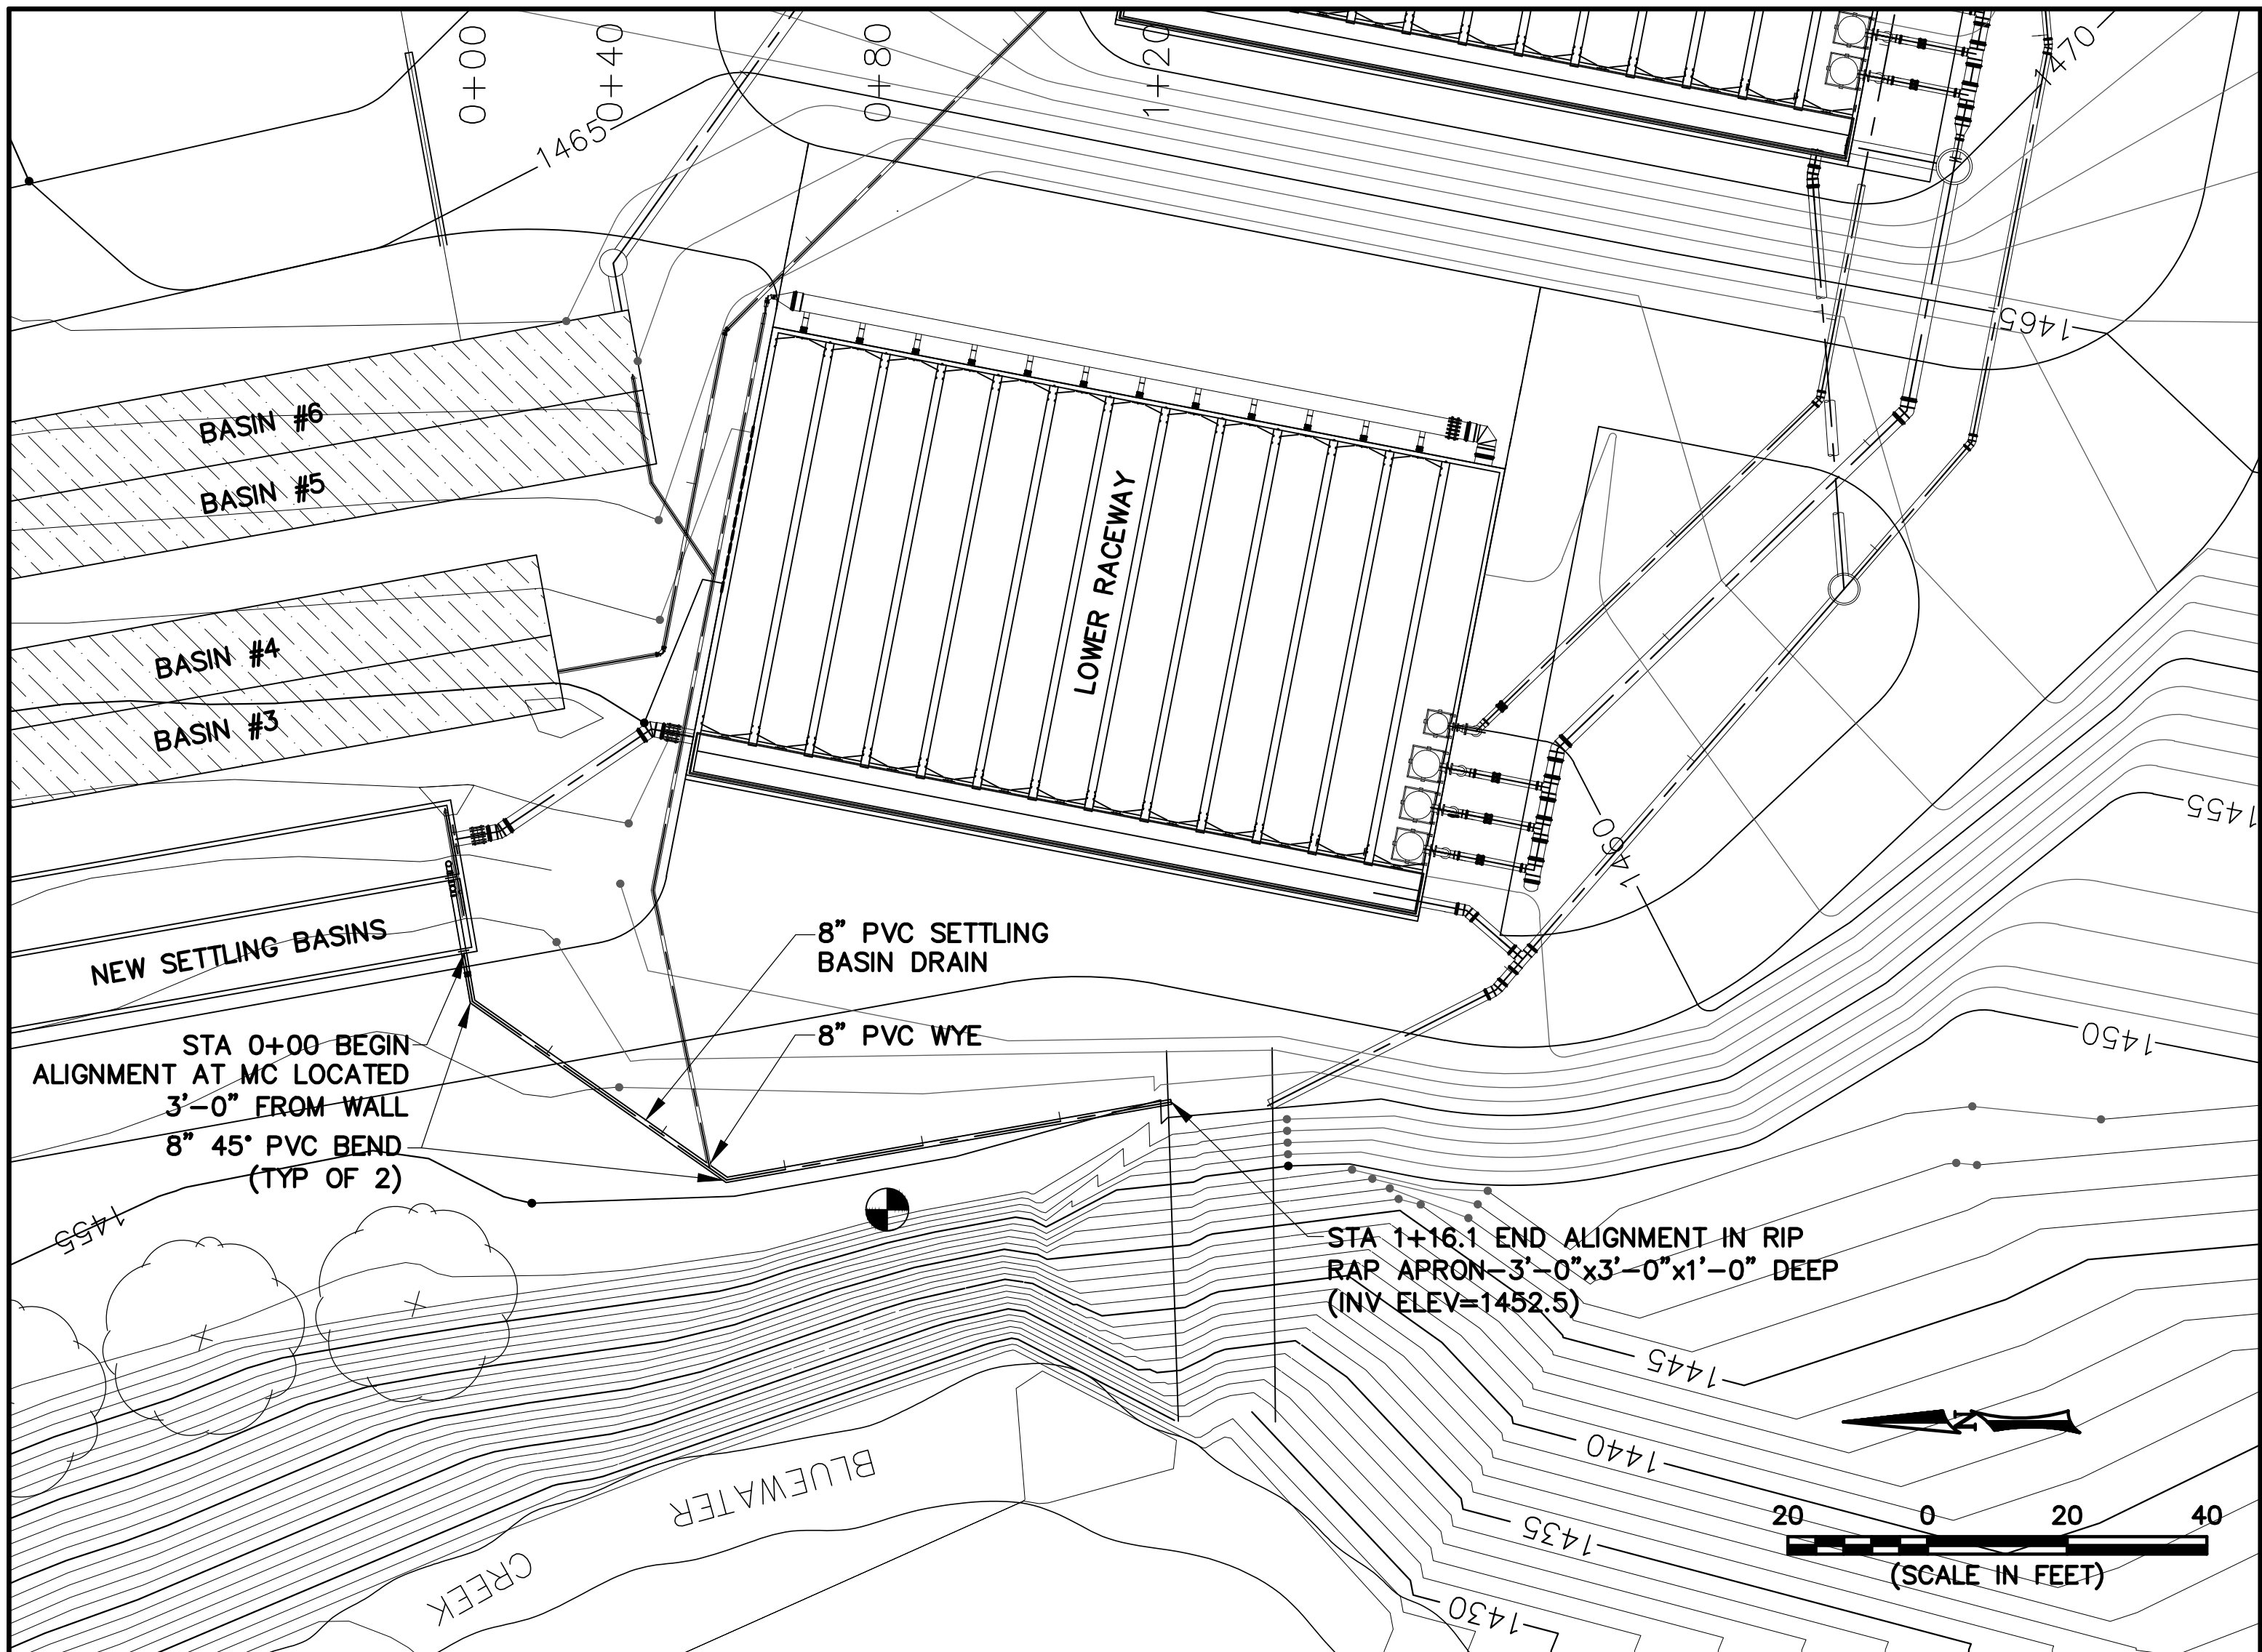 0+00
0+40
0+80
1+20
1470
1465
1465
BASIN #6
BASIN #5
BASIN #4
BASIN #3
LOWER RACEWAY
NEW SETTLING BASINS
8" PVC SETTLING
BASIN DRAIN
8" PVC WYE
STA 0+00 BEGIN
ALIGNMENT AT MC LOCATED
3'-0" FROM WALL
8" 45° PVC BEND
(TYP OF 2)
1460
1455
1450
1455
STA 1+16.1 END ALIGNMENT IN RIP
RAP APRON-3'-0"x3'-0"x1'-0" DEEP
(INV ELEV=1452.5)
1445
1440
1435
1430
BLUEWATER
CREEK
N
20 0 20 40
(SCALE IN FEET)